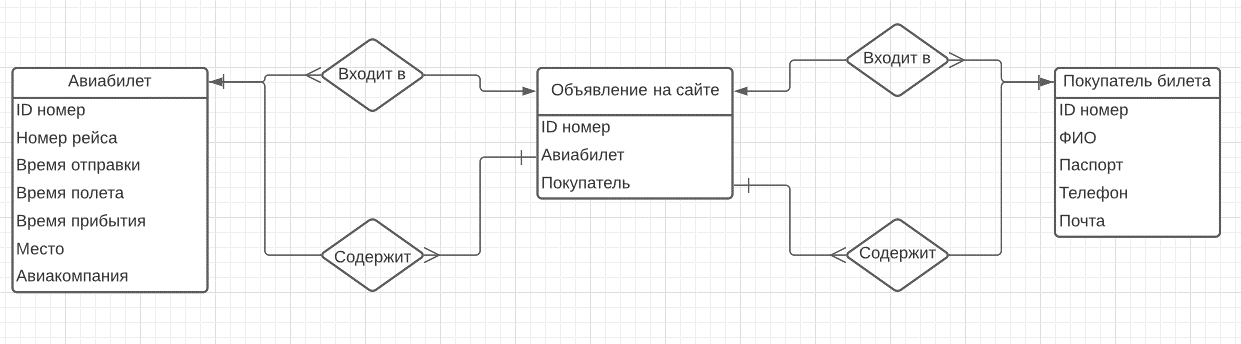 Авиабилет
ID номер
Номер рейса
Время отправки
Время полета
Время прибытия
Место
Авиакомпания
Входит в
Содержит
Объявление на сайте
ID номер
Авиабилет
Покупатель
Входит в
Содержит
Покупатель билета
ID номер
ФИО
Паспорт
Телефон
Почта